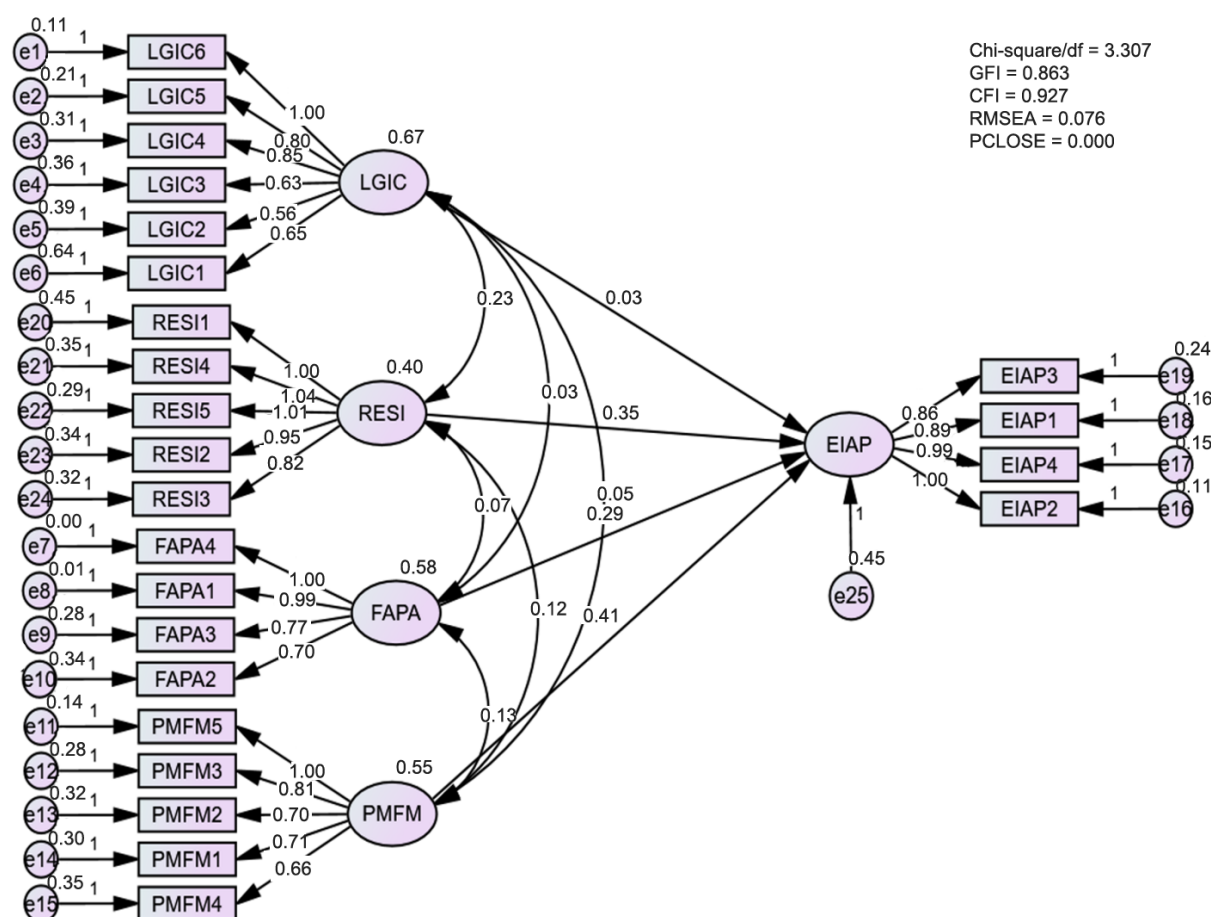 Chi-square/df = 3.307
GFI = 0.863
CFI = 0.927
RMSEA = 0.076
PCLOSE = 0.000
0.11
e1 1 LGIC6
0.21
e2 1 LGIC5
0.31
e3 1 LGIC4
0.36
e4 1 LGIC3
0.39
e5 1 LGIC2
0.64
e6 1 LGIC1
1.00
0.80
0.85
0.63
0.56
0.65
0.67
LGIC
0.45
e20 1 RESI1
0.35
e21 1 RESI4
0.29
e22 1 RESI5
0.34
e23 1 RESI2
0.32
e24 1 RESI3
1.00
1.04
1.01
0.95
0.82
0.40
RESI
0.00
e7 1 FAPA4
0.01
e8 1 FAPA1
0.28
e9 1 FAPA3
0.34
e10 1 FAPA2
1.00
0.99
0.77
0.70
0.58
FAPA
0.14
e11 1 PMFM5
0.28
e12 1 PMFM3
0.32
e13 1 PMFM2
0.30
e14 1 PMFM1
0.35
e15 1 PMFM4
1.00
0.81
0.70
0.71
0.66
0.55
PMFM
0.23
0.03
0.07
0.12
0.41
0.13
0.03
0.35
0.05
0.29
EIAP
1
0.45
e25
0.86
0.89
0.99
1.00
0.24
EIAP3 1 e19
0.16
EIAP1 1 e18
0.15
EIAP4 1 e17
0.11
EIAP2 1 e16